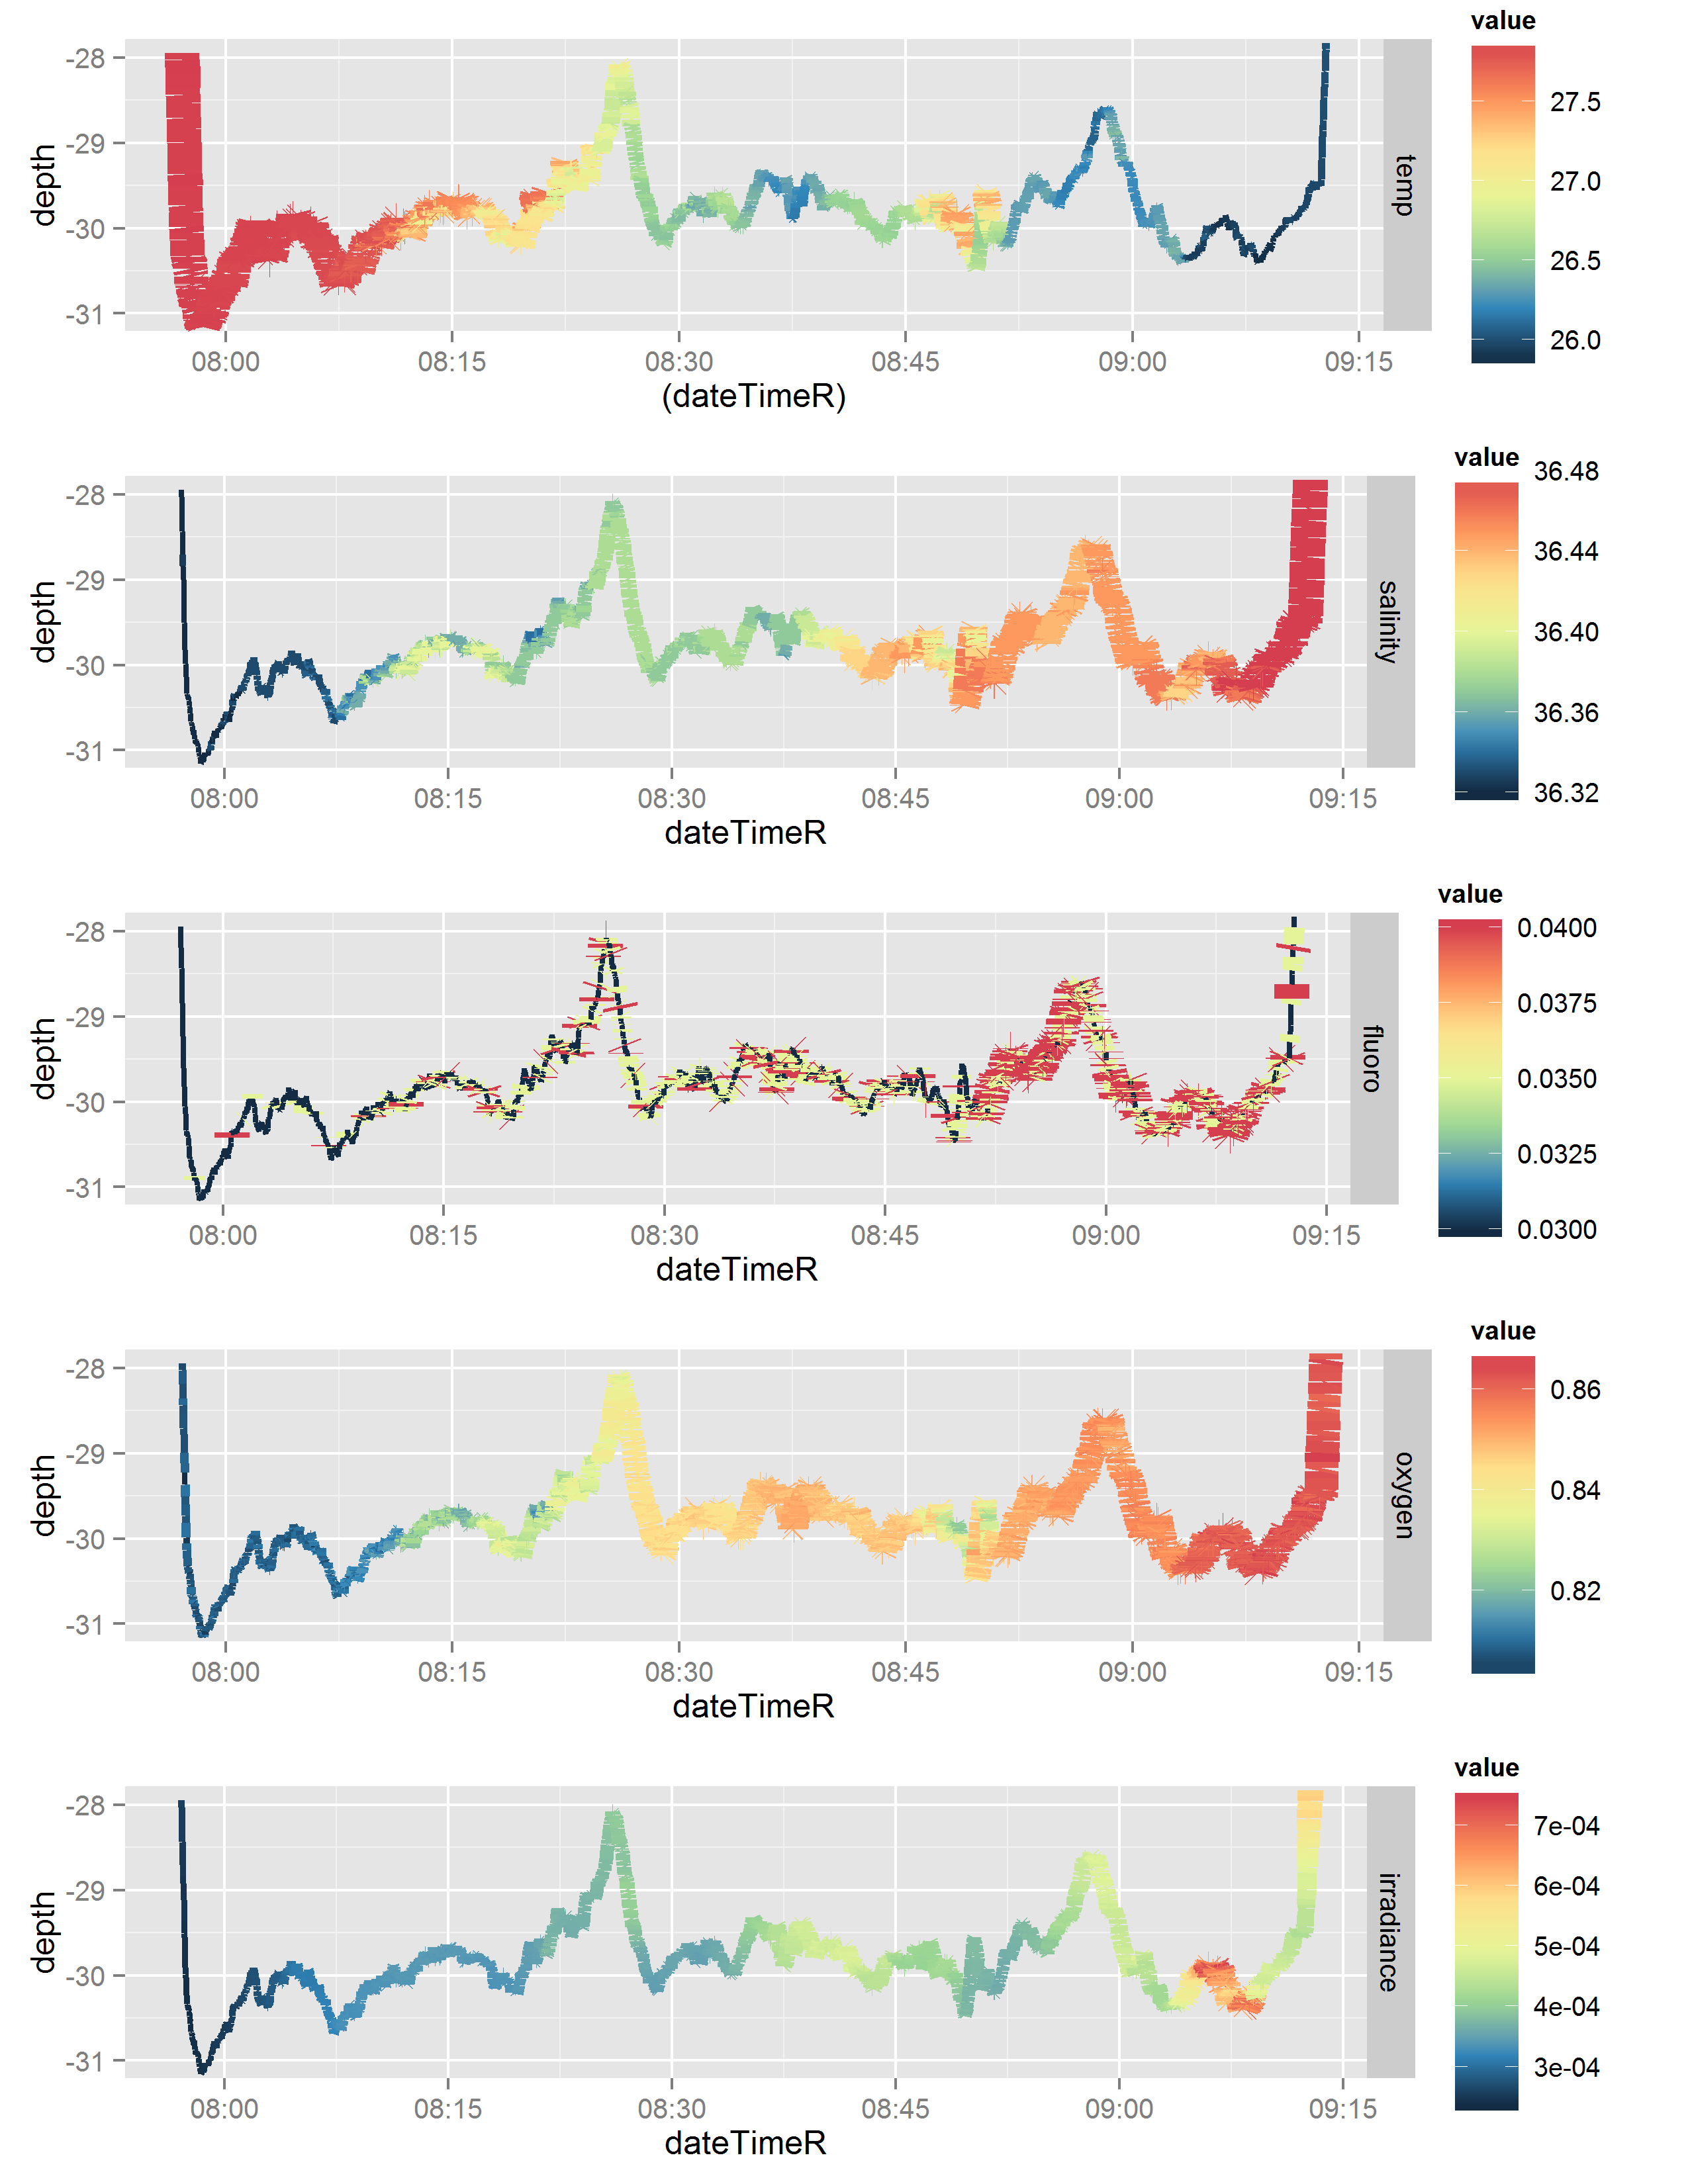 value
-28
-29
-30
-31
depth
08:00 08:15 08:30 08:45 09:00 09:15
(dateTimeR)
temp
27.5
27.0
26.5
26.0
value
-28
-29
-30
-31
depth
08:00 08:15 08:30 08:45 09:00 09:15
dateTimeR
salinity
36.48
36.44
36.40
36.36
36.32
value
-28
-29
-30
-31
depth
08:00 08:15 08:30 08:45 09:00 09:15
dateTimeR
fluoro
0.0400
0.0375
0.0350
0.0325
0.0300
value
-28
-29
-30
-31
depth
08:00 08:15 08:30 08:45 09:00 09:15
dateTimeR
oxygen
0.86
0.84
0.82
value
-28
-29
-30
-31
depth
08:00 08:15 08:30 08:45 09:00 09:15
dateTimeR
irradiance
7e-04
6e-04
5e-04
4e-04
3e-04